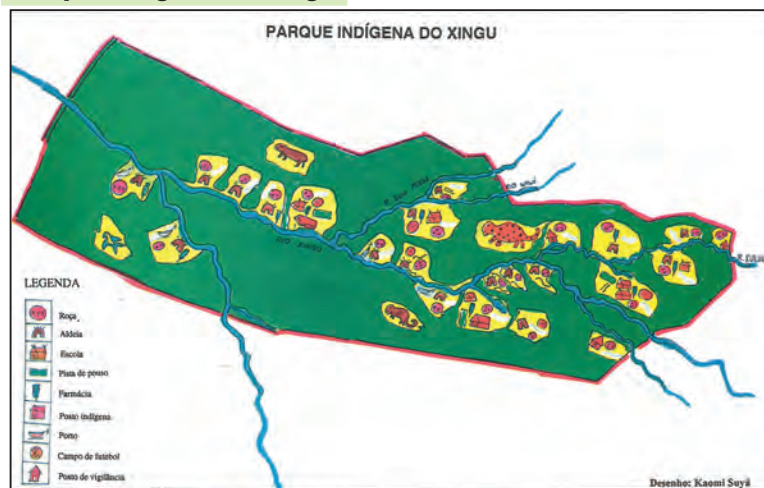 PARQUE INDÍGENA DO XINGU
RIO XINGU
LEGENDA
Roça
Aldeia
Escola
Pista de pouso
Farmácia
Posto indígena
Porto
Campo de futebol
Posto de vigilância
Desenho: Kaomi Suyá